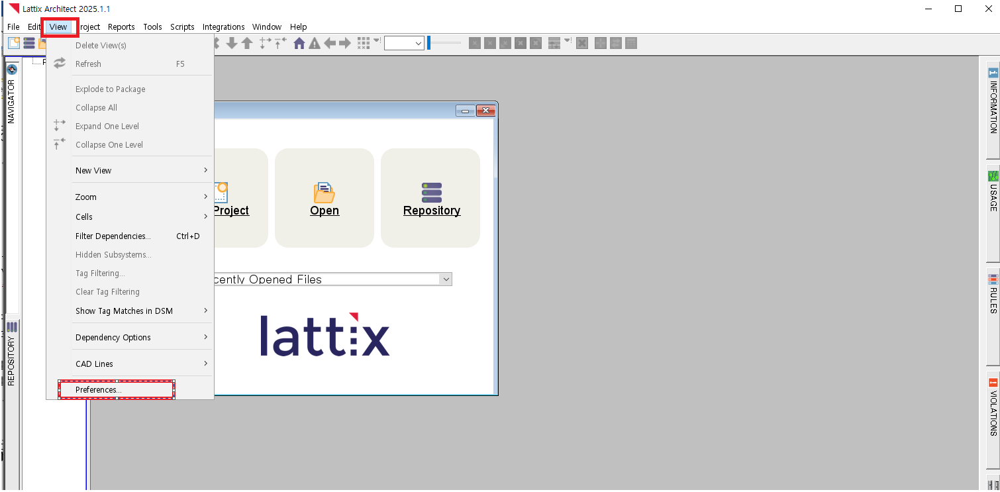 Lattix Architect 2025.1.1
File Edit View roject Reports Tools Scripts Integrations Window Help
Delete View(s)
Refresh F5
Explode to Package
Collapse All
Expand One Level
Collapse One Level
New View
Zoom
Cells
Filter Dependencies... Ctrl+D
Hidden Subsystems...
Tag Filtering...
Clear Tag Filtering
Show Tag Matches in DSM
Dependency Options
CAD Lines
Preferences...
NAVIGATOR
REPOSITORY
Project
Open
Repository
cently Opened Files
lattix
INFORMATION
USAGE
RULES
VIOLATIONS